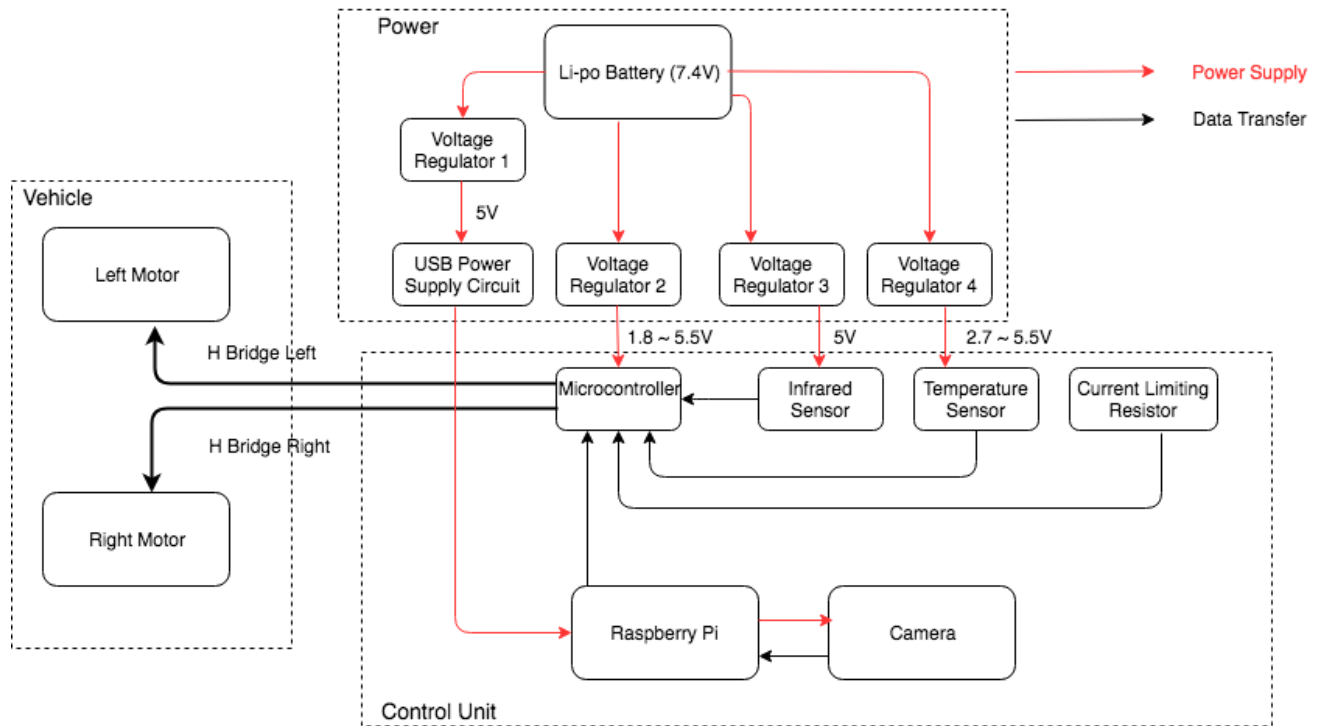 Power
Li-po Battery (7.4V)
Power Supply
Data Transfer
Voltage
Regulator 1
5V
USB Power
Supply Circuit
Voltage
Regulator 2
Voltage
Regulator 3
Voltage
Regulator 4
1.8 ~ 5.5V
5V
2.7 ~ 5.5V
Vehicle
Left Motor
H Bridge Left
H Bridge Right
Right Motor
Microcontroller
Infrared
Sensor
Temperature
Sensor
Current Limiting
Resistor
Raspberry Pi
Camera
Control Unit